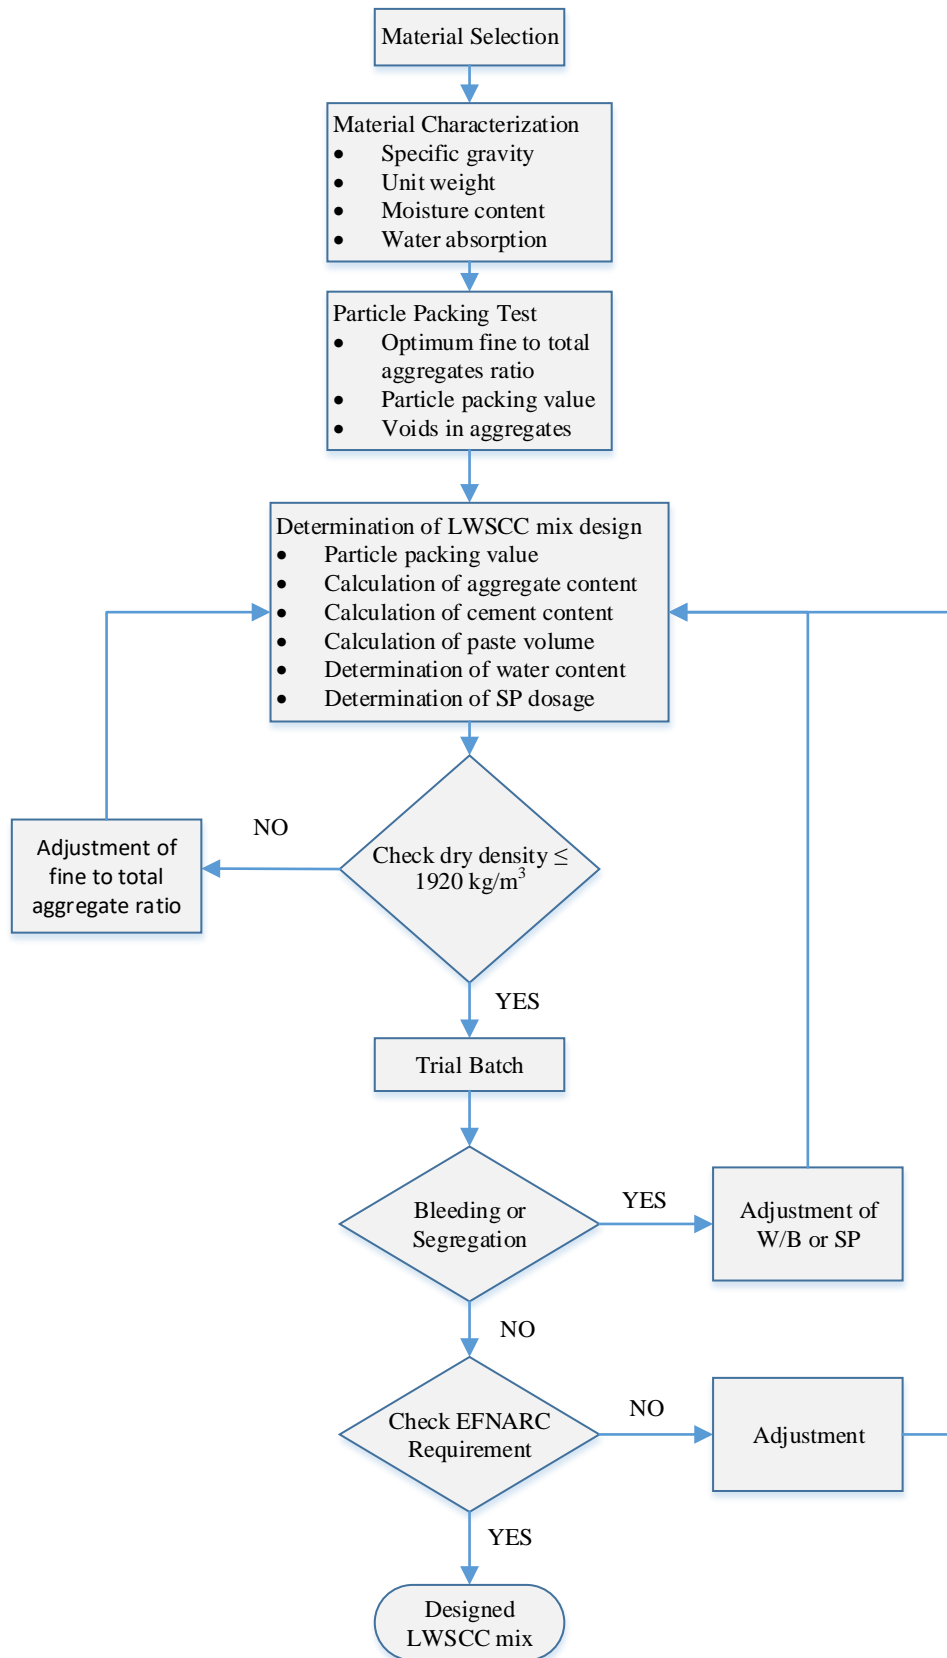 Material Selection
Material Characterization
• Specific gravity
• Unit weight
• Moisture content
• Water absorption
Particle Packing Test
• Optimum fine to total
aggregates ratio
• Particle packing value
• Voids in aggregates
Determination of LWSCC mix design
• Particle packing value
• Calculation of aggregate content
• Calculation of cement content
• Calculation of paste volume
• Determination of water content
• Determination of SP dosage
NO
Adjustment of
fine to total
aggregate ratio
Check dry density ≤
1920 kg/m³
YES
Trial Batch
Bleeding or
Segregation
YES
Adjustment of
W/B or SP
NO
Check EFNARC
Requirement
NO
Adjustment
YES
Designed
LWSCC mix